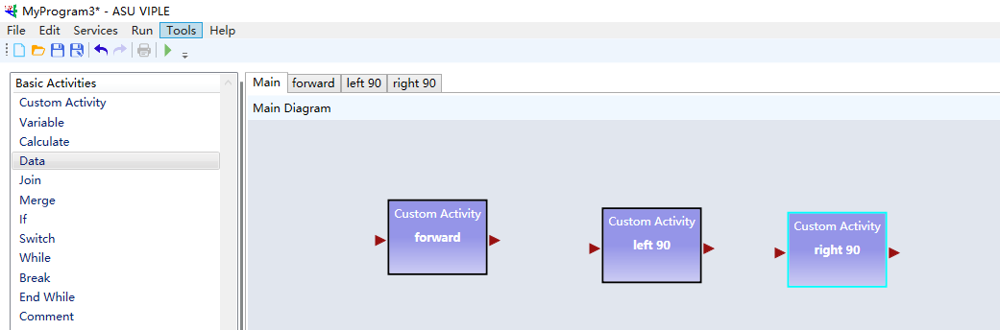 MyProgram3* - ASU VIPLE
File Edit Services Run Tools Help
Basic Activities
Custom Activity
Variable
Calculate
Data
Join
Merge
If
Switch
While
Break
End While
Comment
Main forward left 90 right 90
Main Diagram
Custom Activity
forward
Custom Activity
left 90
Custom Activity
right 90